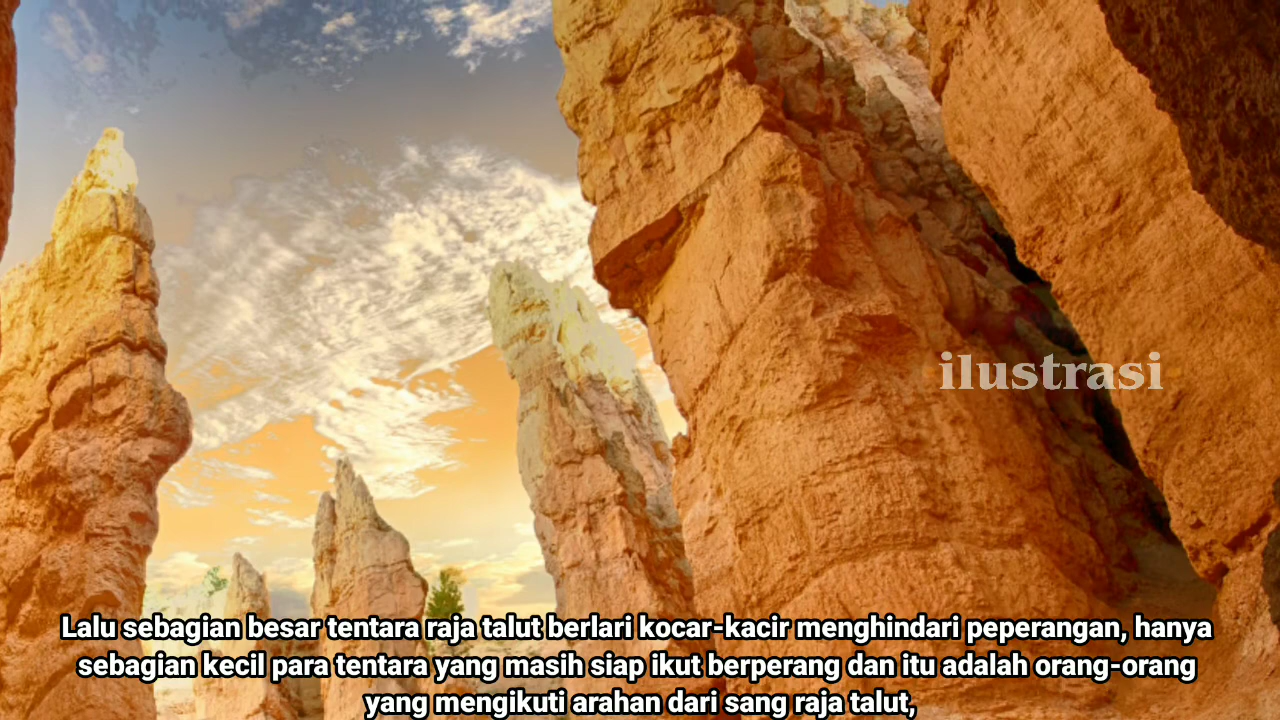 ilustrasi
Lalu sebagian besar tentara raja talut berlari kocar-kacir menghindari peperangan, hanya
sebagian kecil para tentara yang masih siap ikut berperang dan itu adalah orang-orang
yang mengikuti arahan dari sang raja talut,